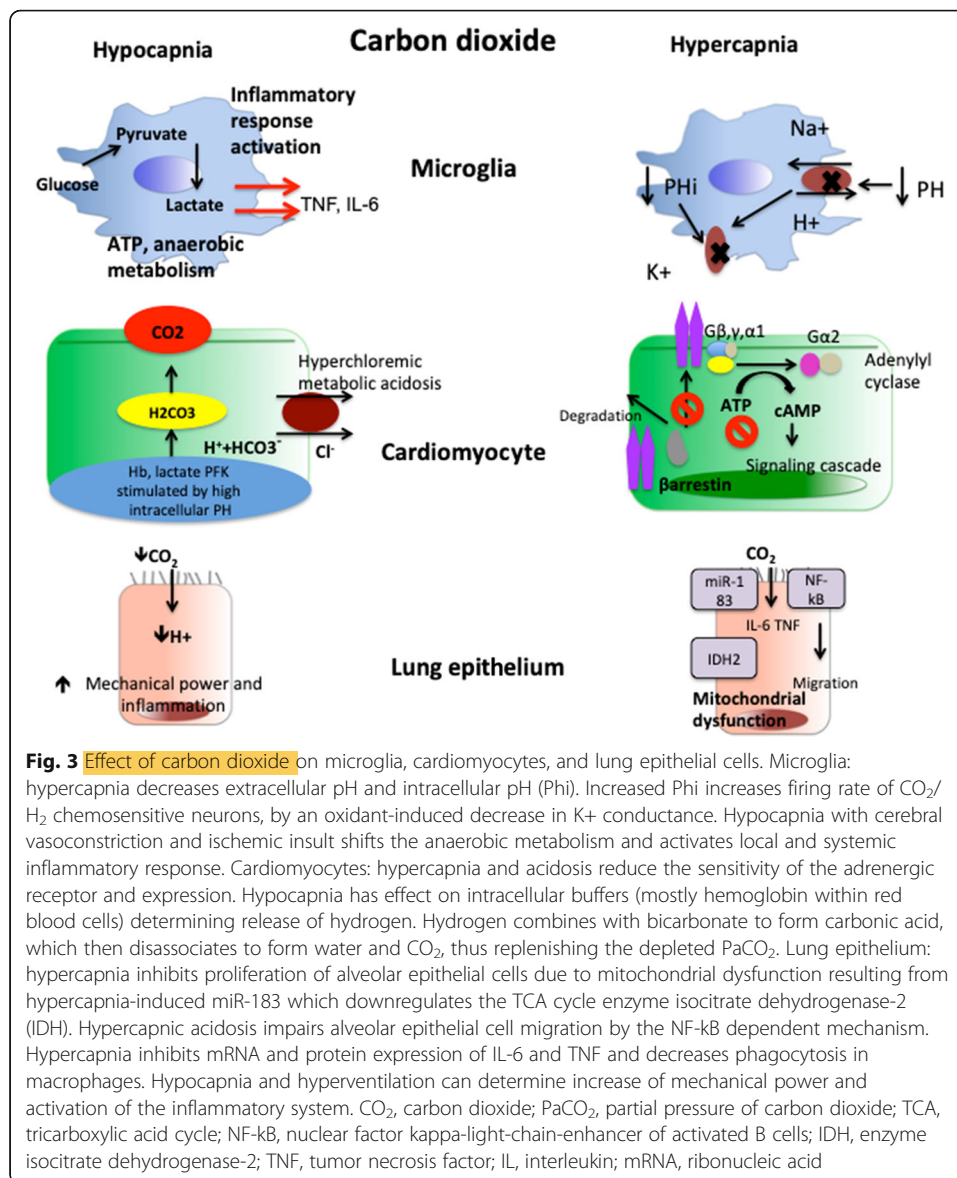 Carbon dioxide
Hypocapnia
Hypercapnia
Inflammatory
response
activation
Pyruvate
Glucose
Lactate
TNF, IL-6
ATP, anaerobic
metabolism
Microglia
Na+
PHi
PH
H+
K+
CO2
H2CO3
H⁺+HCO3⁻
Hb, lactate PFK
stimulated by high
intracellular PH
Hyperchloremic
metabolic acidosis
Cl⁻
Cardiomyocyte
Gβ,γ,α1
Gα2
Adenylyl
cyclase
Degradation
ATP
cAMP
Signaling cascade
βarrestin
CO₂
H+
Mechanical power and
inflammation
Lung epithelium
CO₂
miR-1
83
NF-
kB
IL-6 TNF
IDH2
Migration
Mitochondrial
dysfunction
Fig. 3 Effect of carbon dioxide on microglia, cardiomyocytes, and lung epithelial cells. Microglia:
hypercapnia decreases extracellular pH and intracellular pH (Phi). Increased Phi increases firing rate of CO₂/
H₂ chemosensitive neurons, by an oxidant-induced decrease in K+ conductance. Hypocapnia with cerebral
vasoconstriction and ischemic insult shifts the anaerobic metabolism and activates local and systemic
inflammatory response. Cardiomyocytes: hypercapnia and acidosis reduce the sensitivity of the adrenergic
receptor and expression. Hypocapnia has effect on intracellular buffers (mostly hemoglobin within red
blood cells) determining release of hydrogen. Hydrogen combines with bicarbonate to form carbonic acid,
which then disassociates to form water and CO₂, thus replenishing the depleted PaCO₂. Lung epithelium:
hypercapnia inhibits proliferation of alveolar epithelial cells due to mitochondrial dysfunction resulting from
hypercapnia-induced miR-183 which downregulates the TCA cycle enzyme isocitrate dehydrogenase-2
(IDH). Hypercapnic acidosis impairs alveolar epithelial cell migration by the NF-kB dependent mechanism.
Hypercapnia inhibits mRNA and protein expression of IL-6 and TNF and decreases phagocytosis in
macrophages. Hypocapnia and hyperventilation can determine increase of mechanical power and
activation of the inflammatory system. CO₂, carbon dioxide; PaCO₂, partial pressure of carbon dioxide; TCA,
tricarboxylic acid cycle; NF-kB, nuclear factor kappa-light-chain-enhancer of activated B cells; IDH, enzyme
isocitrate dehydrogenase-2; TNF, tumor necrosis factor; IL, interleukin; mRNA, ribonucleic acid